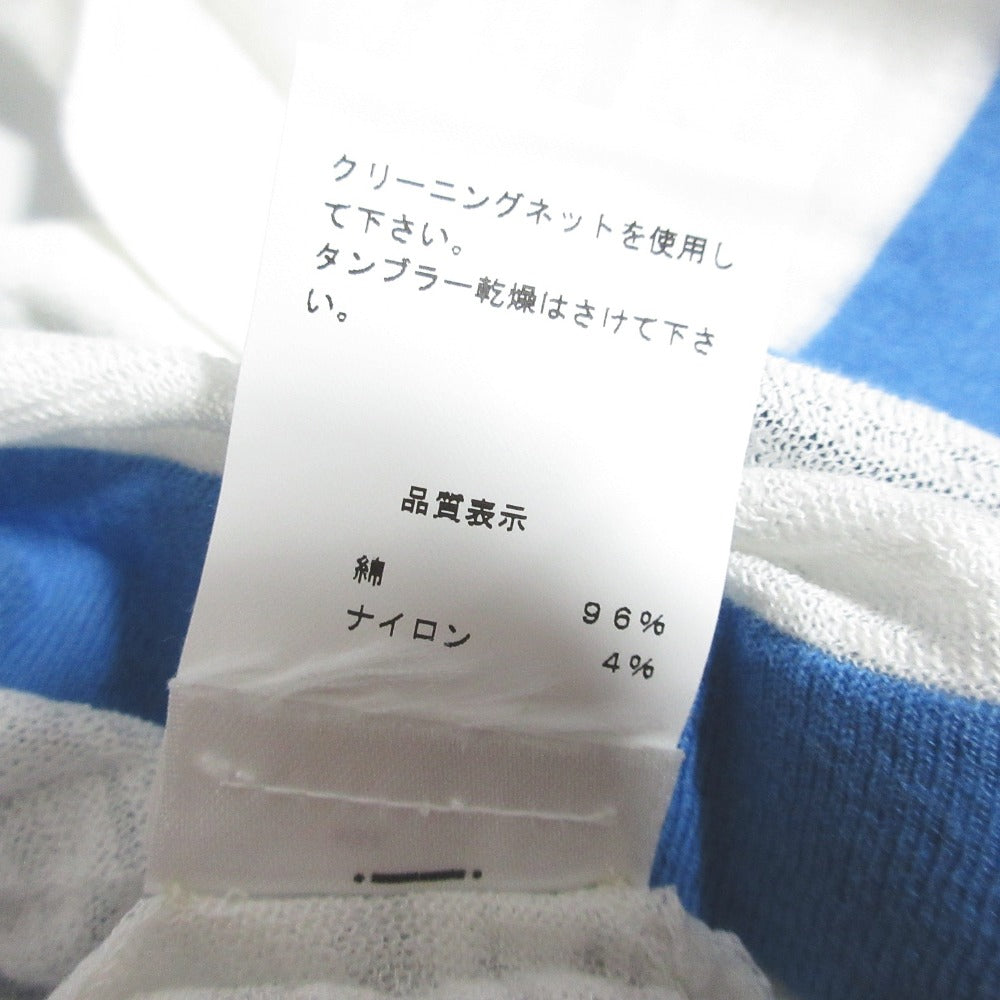 クリーニングネットを使用し
て下さい。
タンブラー乾燥はさけて下さ
い。
品質表示
綿 96%
ナイロン 4%